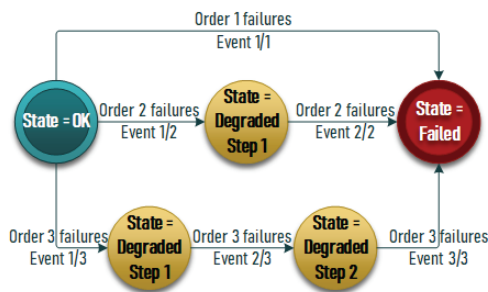 Order 1 failures
Event 1/1
State = OK
Order 2 failures
Event 1/2
State =
Degraded
Step 1
Order 2 failures
Event 2/2
State =
Failed
Order 3 failures
Event 1/3
State =
Degraded
Step 1
Order 3 failures
Event 2/3
State =
Degraded
Step 2
Order 3 failures
Event 3/3